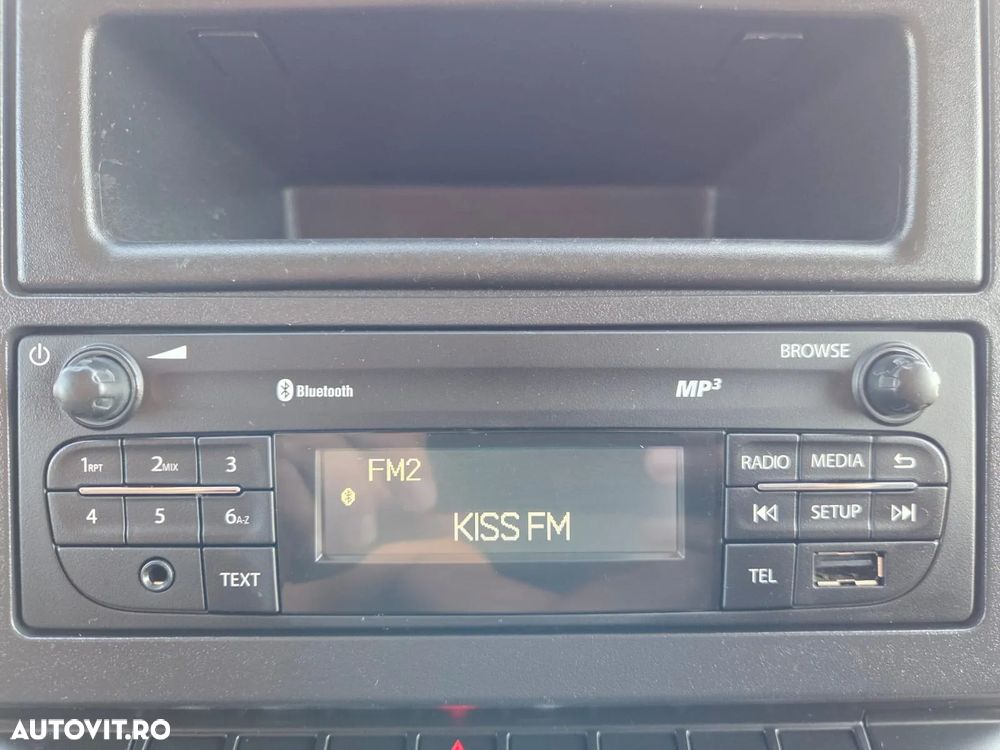 BROWSE
Bluetooth
MP3
1RPT 2MIX 3
RADIO MEDIA
FM2
4 5 6A-Z
SETUP
KISS FM
TEXT
TEL
AUTOVIT.RO